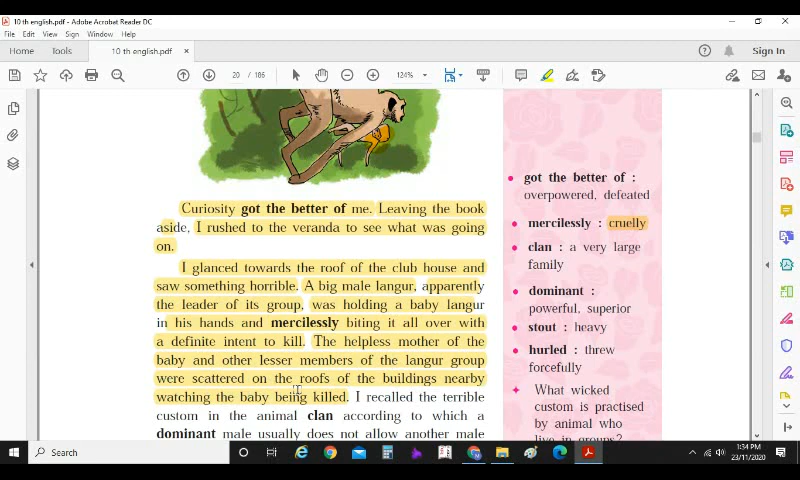 10 th english.pdf - Adobe Acrobat Reader DC
File Edit View Sign Window Help
Home Tools 10 th english.pdf × Sign In
20 / 186 124%
Curiosity got the better of me. Leaving the book
aside, I rushed to the veranda to see what was going
on.
I glanced towards the roof of the club house and
saw something horrible. A big male langur, apparently
the leader of its group, was holding a baby langur
in his hands and mercilessly biting it all over with
a definite intent to kill. The helpless mother of the
baby and other lesser members of the langur group
were scattered on the roofs of the buildings nearby
watching the baby being killed. I recalled the terrible
custom in the animal clan according to which a
dominant male usually does not allow another male
got the better of :
overpowered, defeated
mercilessly : cruelly
clan : a very large
family
dominant :
powerful, superior
stout : heavy
hurled : threw
forcefully
What wicked
custom is practised
by animal who
live in groups?
Search
1:34 PM
23/11/2020